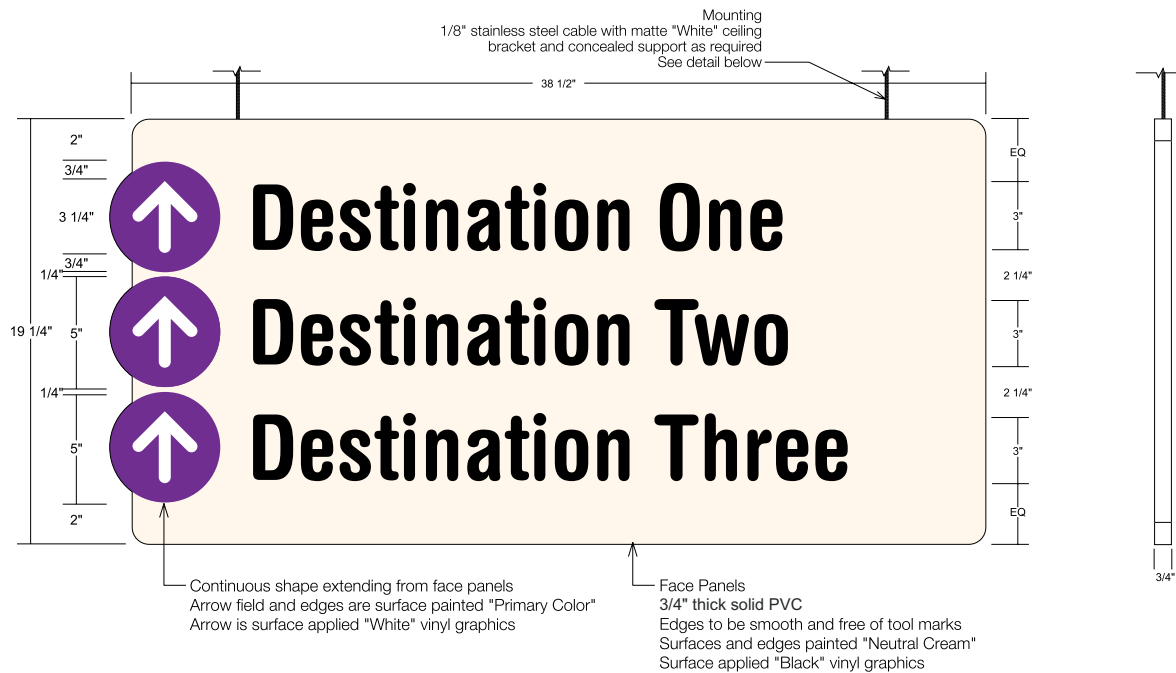 Mounting
1/8" stainless steel cable with matte "White" ceiling
bracket and concealed support as required
See detail below
38 1/2"
2"
3/4"
3 1/4"
3/4"
1/4"
19 1/4"
5"
1/4"
5"
2"
Destination One
Destination Two
Destination Three
EQ
3"
2 1/4"
3"
2 1/4"
3"
EQ
3/4"
Continuous shape extending from face panels
Arrow field and edges are surface painted "Primary Color"
Arrow is surface applied "White" vinyl graphics
Face Panels
3/4" thick solid PVC
Edges to be smooth and free of tool marks
Surfaces and edges painted "Neutral Cream"
Surface applied "Black" vinyl graphics